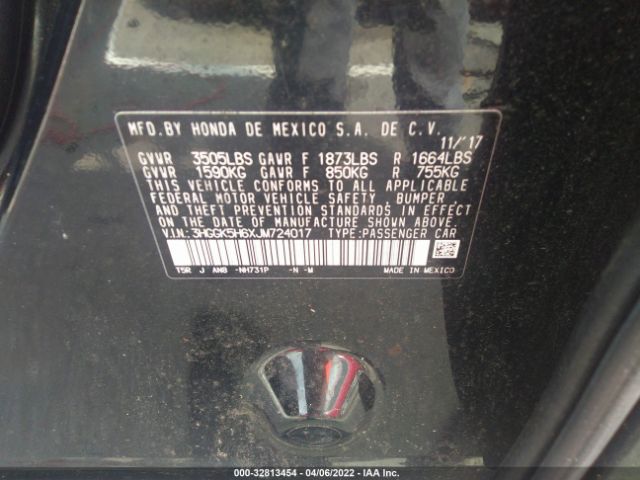 MFD.BY HONDA DE MEXICO S.A. DE C.V.
11/'17
GVWR 3505LBS GAWR F 1873LBS R 1664LBS
GVWR 1590KG GAWR F 850KG R 755KG
THIS VEHICLE CONFORMS TO ALL APPLICABLE
FEDERAL MOTOR VEHICLE SAFETY, BUMPER,
AND THEFT PREVENTION STANDARDS IN EFFECT
ON THE DATE OF MANUFACTURE SHOWN ABOVE.
V.I.N.: 3HGGK5H6XJM724017 TYPE:PASSENGER CAR
T5R J ANB -NH731P -N -M MADE IN MEXICO
000-32813454 - 04/06/2022 - IAA Inc.